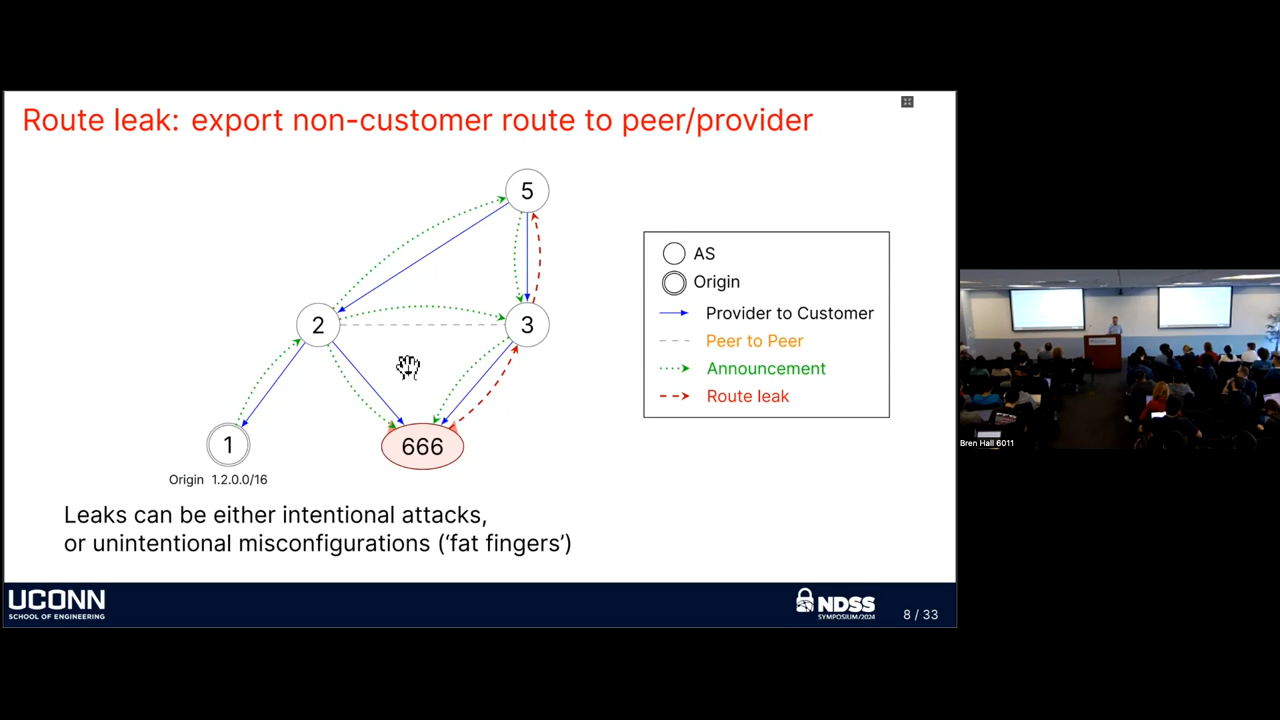 Route leak: export non-customer route to peer/provider
5
2
3
1
666
Origin 1.2.0.0/16
AS
Origin
Provider to Customer
Peer to Peer
Announcement
Route leak
Leaks can be either intentional attacks,
or unintentional misconfigurations (‘fat fingers’)
UCONN
SCHOOL OF ENGINEERING
NDSS
SYMPOSIUM/2024
8 / 33
Bren Hall 6011